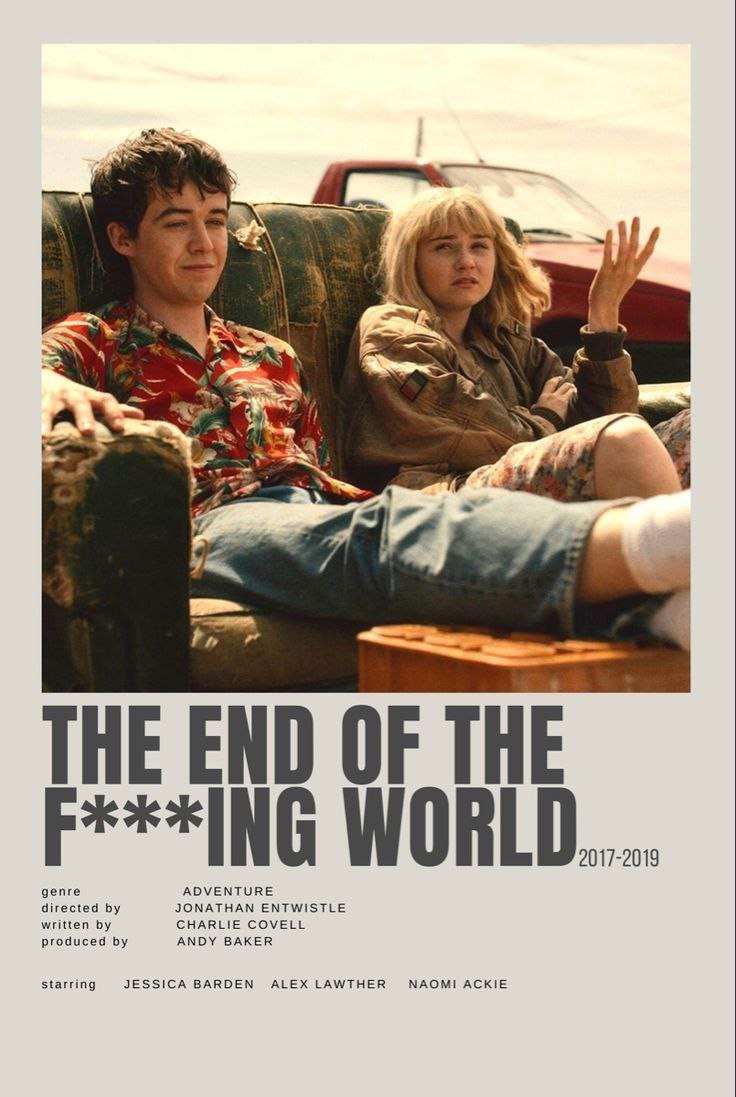 THE END OF THE
F***ING WORLD 2017-2019
genre ADVENTURE
directed by JONATHAN ENTWISTLE
written by CHARLIE COVELL
produced by ANDY BAKER
starring JESSICA BARDEN ALEX LAWTHER NAOMI ACKIE